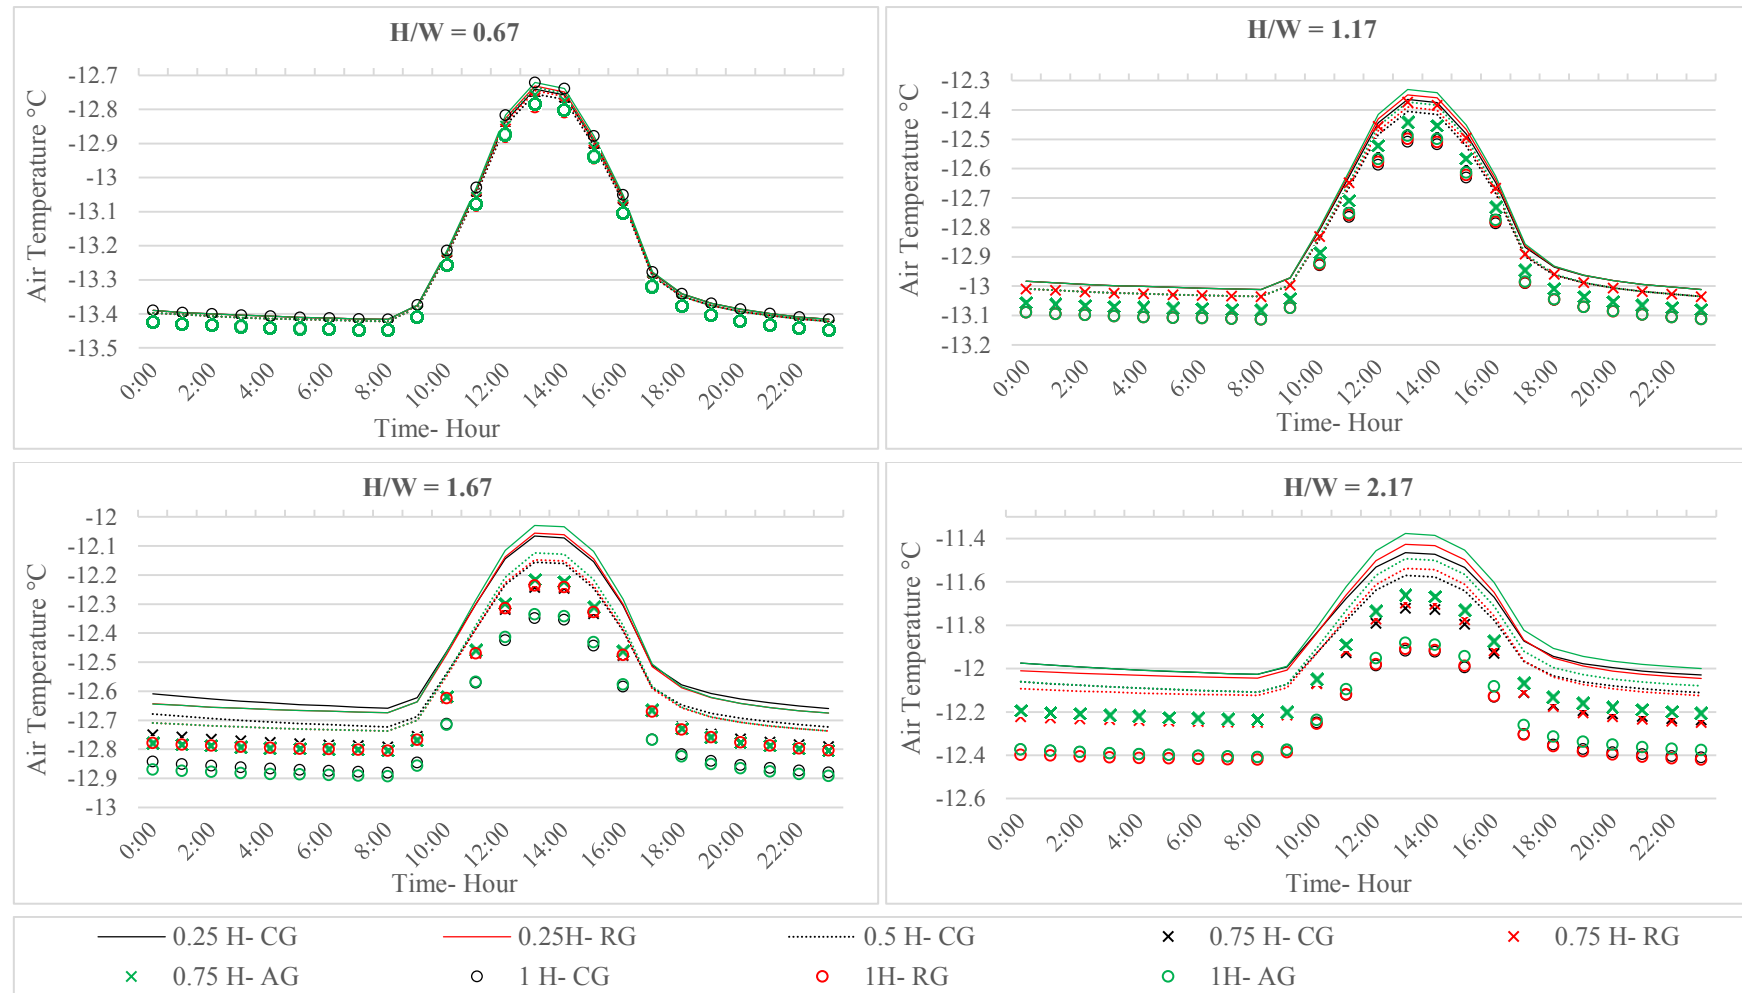 H/W = 0.67
Air Temperature °C
-12.7
-12.8
-12.9
-13
-13.1
-13.2
-13.3
-13.4
-13.5
0:00 2:00 4:00 6:00 8:00 10:00 12:00 14:00 16:00 18:00 20:00 22:00
Time- Hour
H/W = 1.17
Air Temperature °C
-12.3
-12.4
-12.5
-12.6
-12.7
-12.8
-12.9
-13
-13.1
-13.2
0:00 2:00 4:00 6:00 8:00 10:00 12:00 14:00 16:00 18:00 20:00 22:00
Time- Hour
H/W = 1.67
Air Temperature °C
-12
-12.1
-12.2
-12.3
-12.4
-12.5
-12.6
-12.7
-12.8
-12.9
-13
0:00 2:00 4:00 6:00 8:00 10:00 12:00 14:00 16:00 18:00 20:00 22:00
Time- Hour
H/W = 2.17
Air Temperature °C
-11.4
-11.6
-11.8
-12
-12.2
-12.4
-12.6
0:00 2:00 4:00 6:00 8:00 10:00 12:00 14:00 16:00 18:00 20:00 22:00
Time- Hour
0.25 H- CG 0.25H- RG 0.5 H- CG 0.75 H- CG 0.75 H- RG
0.75 H- AG 1 H- CG 1H- RG 1H- AG